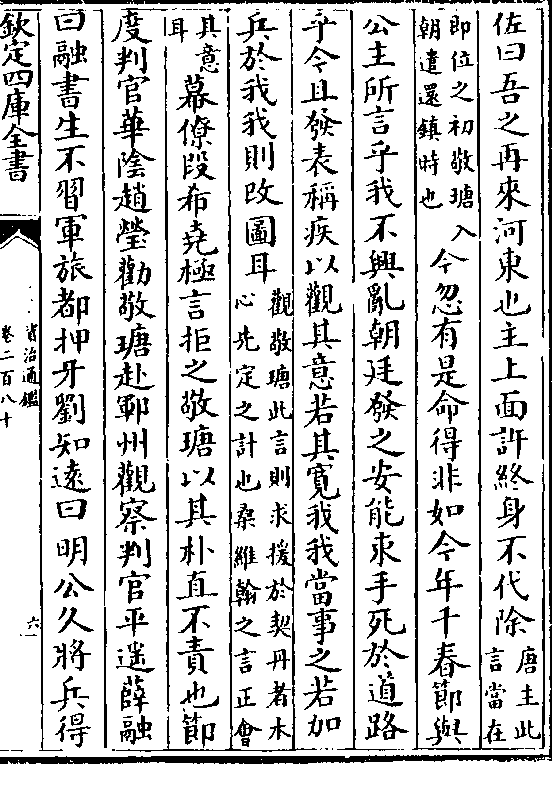 佐曰吾之再來河東也主上面許終身不代除
唐主此
言當在
即位之初敬瑭入
朝遣還鎮時也
今忽有是命得非如今年千春節與
公主所言乎我不興亂朝廷發之安能束手死於道路
乎今且發表稱疾以觀其意若其寬我我當事之若加
兵於我我則改圖耳
觀敬瑭此言則求援於契丹者本
心先定之計也桑維翰之言正會
其意
耳
幕僚段希堯極言拒之敬瑭以其朴直不責也節
度判官華陰趙瑩勸敬瑭赴鄆州觀察判官平遙薛融
曰融書生不習軍旅都押牙劉知遠曰明公久將兵得
欽定四庫全書
資治通鑑
卷二百八十
六